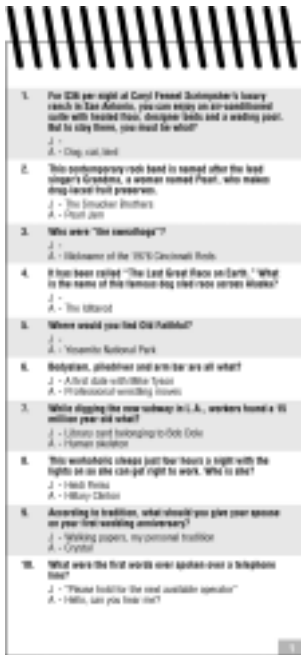 1. For $36 per night at Caryl Fennel Scrimpsher's luxury
ranch in San Antonio, you can enjoy an air-conditioned
suite with heated floor, designer beds and a wading pool.
But to stay there, you must be what?
J -
A - Dog, cat, bird
2. This contemporary rock band is named after the lead
singer's Grandma, a woman named Pearl, who makes
drug-laced fruit preserves.
J - The Smucker Brothers
A - Pearl Jam
3. Who were "the
J -
A - Nickname of the 1976 Cincinnati Reds
4. It has been called "The Last Great Race on Earth." What
is the name of this famous dog sled race across Alaska?
J -
A - The Iditarod
5. Where would you find Old Faithful?
J -
A - Yosemite National Park
6. Bodyslam, piledriver and arm bar are all what?
J - A first date with Mike Tyson
A - Professional wrestling moves
7. While digging the new subway in L.A., workers found a 15
million year old what?
J - Library card belonging to Bob Dole
A - Human skeleton
8. This workaholic sleeps just four hours a night with the
lights on so she can get right to work. Who is she?
J - Heidi Fleiss
A - Hillary Clinton
9. According to tradition, what should you give your spouse
on your first wedding anniversary?
J - Walking papers, my personal tradition
A - Crystal
10. What were the first words ever spoken over a telephone
line?
J - "Please hold for the next available operator"
A - Hello, can you hear me?
1